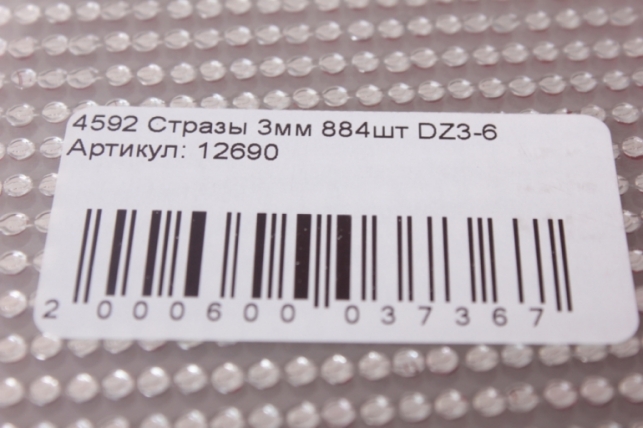 4592 Стразы 3мм 884шт DZ3-6
Артикул: 12690
2 000600 037367